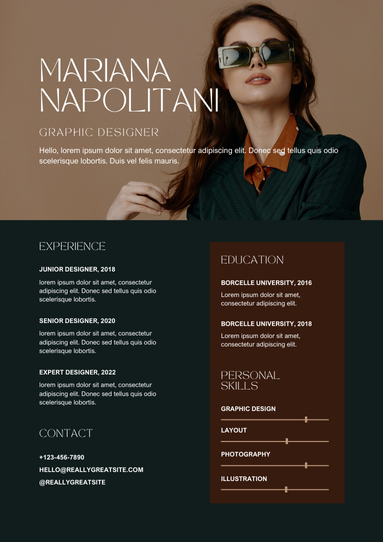 MARIANA
NAPOLITANI
GRAPHIC DESIGNER
Hello, lorem ipsum dolor sit amet, consectetur adipiscing elit. Donec sed tellus quis odio
scelerisque lobortis. Duis vel felis mauris.
EXPERIENCE
JUNIOR DESIGNER, 2018
lorem ipsum dolor sit amet, consectetur
adipiscing elit. Donec sed tellus quis odio
scelerisque lobortis.
SENIOR DESIGNER, 2020
lorem ipsum dolor sit amet, consectetur
adipiscing elit. Donec sed tellus quis odio
scelerisque lobortis.
EXPERT DESIGNER, 2022
lorem ipsum dolor sit amet, consectetur
adipiscing elit. Donec sed tellus quis odio
scelerisque lobortis.
CONTACT
+123-456-7890
HELLO@REALLYGREATSITE.COM
@REALLYGREATSITE
EDUCATION
BORCELLE UNIVERSITY, 2016
Lorem ipsum dolor sit amet,
consectetur adipiscing elit.
BORCELLE UNIVERSITY, 2018
Lorem ipsum dolor sit amet,
consectetur adipiscing elit.
PERSONAL
SKILLS
GRAPHIC DESIGN
LAYOUT
PHOTOGRAPHY
ILLUSTRATION